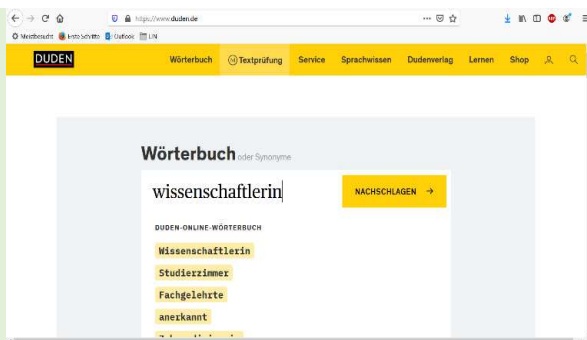 https://www.duden.de
Meistbesucht Erste Schritte Outlook LIN
DUDEN Wörterbuch Textprüfung Service Sprachwissen Dudenverlag Lernen Shop
Wörterbuch oder Synonyme
wissenschaftlerin NACHSCHLAGEN →
DUDEN-ONLINE-WÖRTERBUCH
Wissenschaftlerin
Studierzimmer
Fachgelehrte
anerkannt